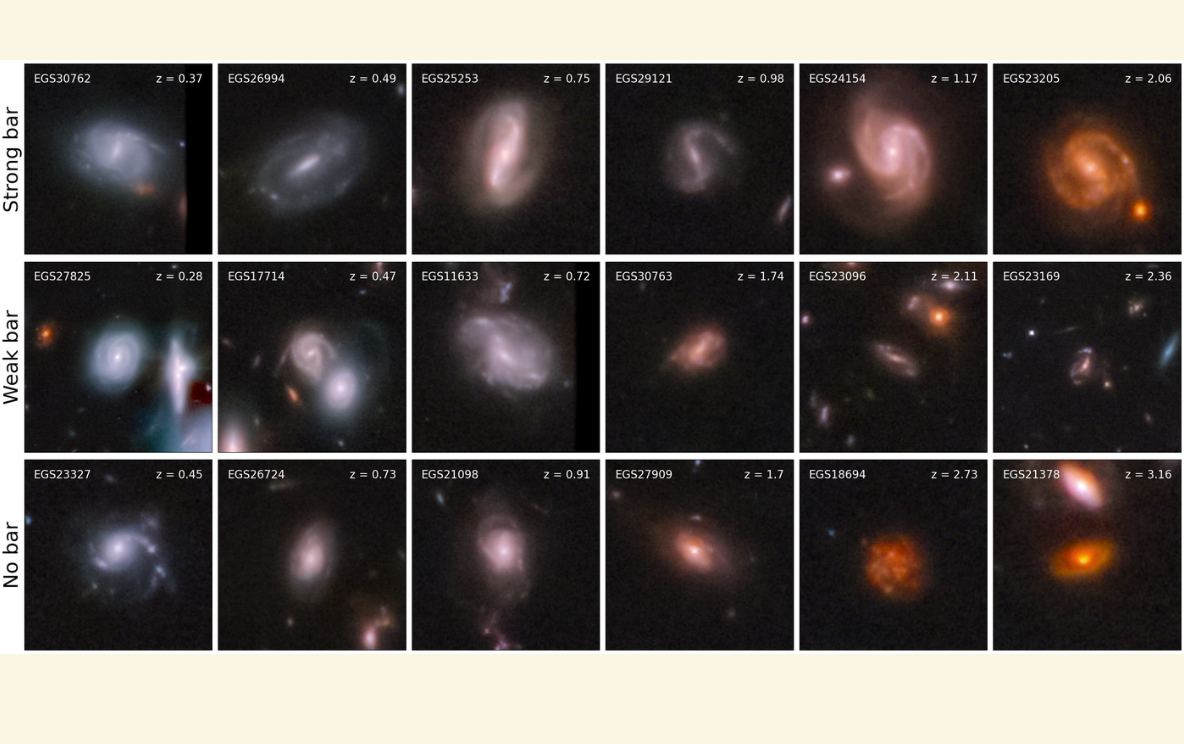 Strong bar
EGS30762 z = 0.37
EGS26994 z = 0.49
EGS25253 z = 0.75
EGS29121 z = 0.98
EGS24154 z = 1.17
EGS23205 z = 2.06
Weak bar
EGS27825 z = 0.28
EGS17714 z = 0.47
EGS11633 z = 0.72
EGS30763 z = 1.74
EGS23096 z = 2.11
EGS23169 z = 2.36
No bar
EGS23327 z = 0.45
EGS26724 z = 0.73
EGS21098 z = 0.91
EGS27909 z = 1.7
EGS18694 z = 2.73
EGS21378 z = 3.16